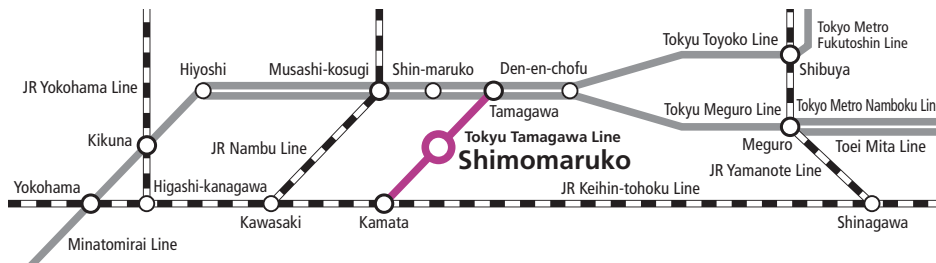 Tokyo Metro
Fukutoshin Line
Tokyu Toyoko Line
Hiyoshi
Musashi-kosugi
Shin-maruko
Den-en-chofu
Shibuya
JR Yokohama Line
Tamagawa
Tokyu Meguro Line
Tokyo Metro Namboku Line
Kikuna
JR Nambu Line
Tokyu Tamagawa Line
Shimomaruko
Meguro
Toei Mita Line
JR Yamanote Line
Yokohama
Higashi-kanagawa
JR Keihin-tohoku Line
Kawasaki
Kamata
Shinagawa
Minatomirai Line